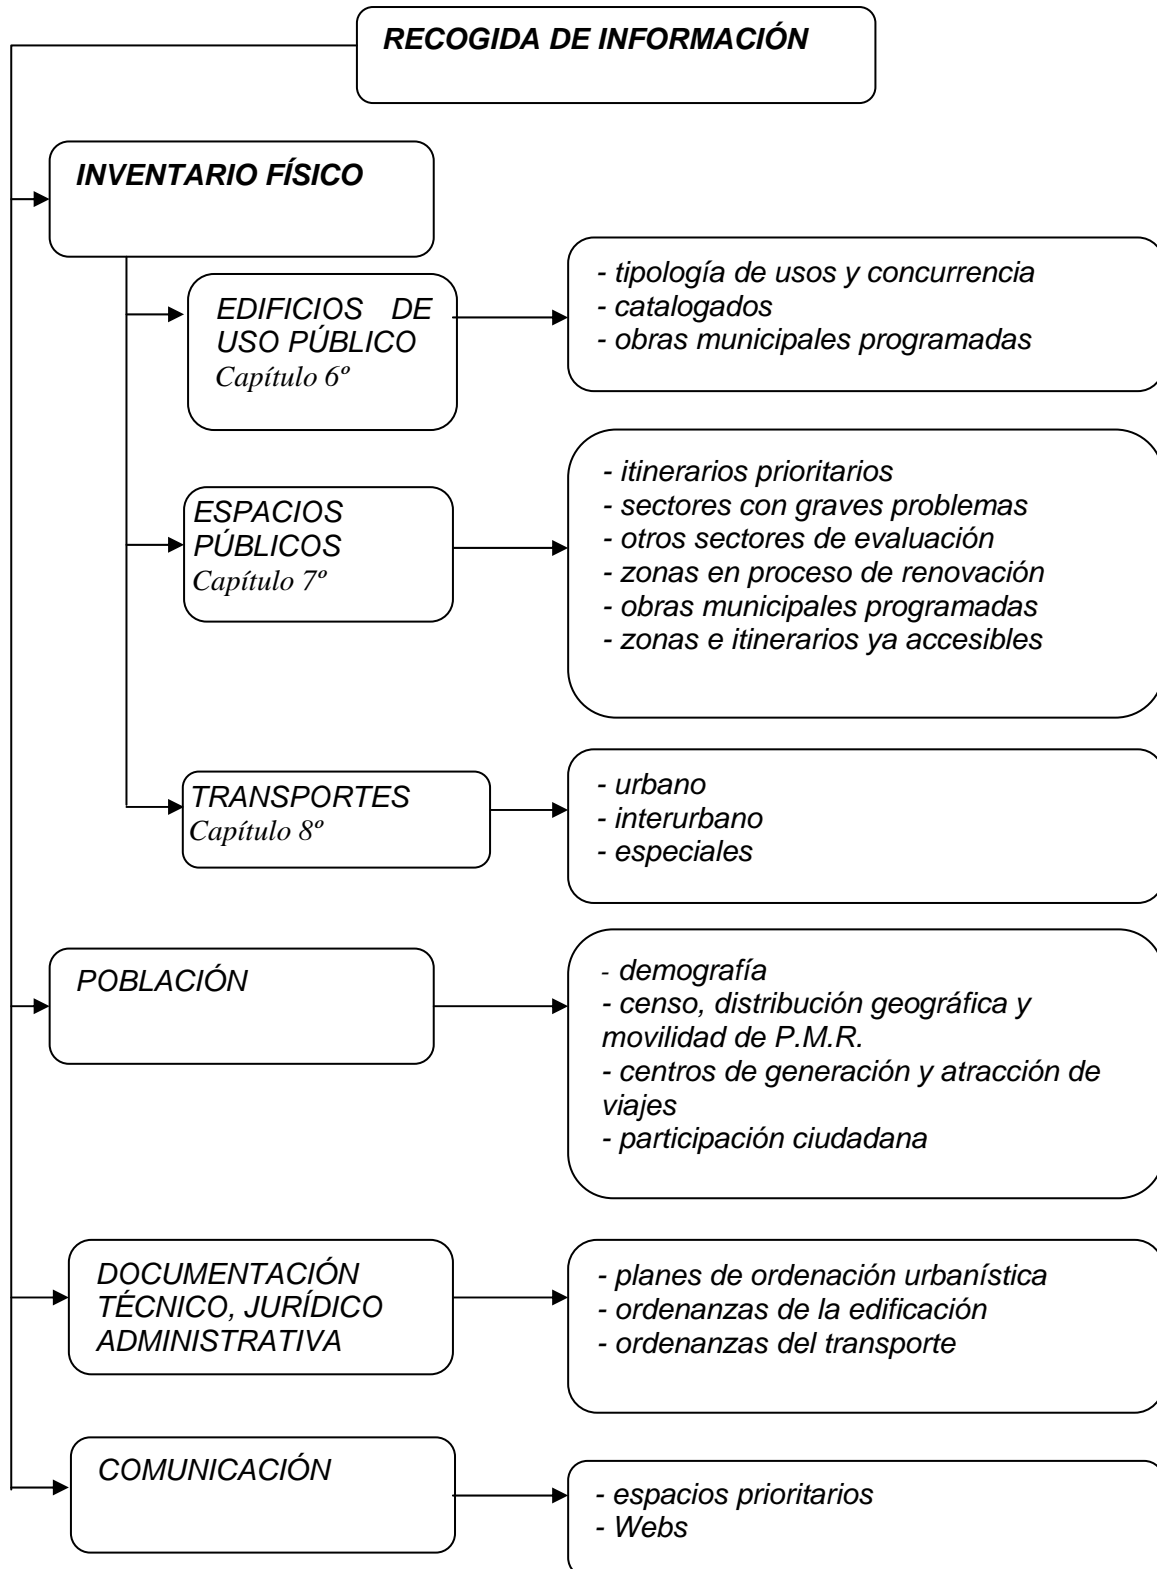 RECOGIDA DE INFORMACIÓN
INVENTARIO FÍSICO
EDIFICIOS DE
USO PÚBLICO
Capítulo 6º
- tipología de usos y concurrencia
- catalogados
- obras municipales programadas
ESPACIOS
PÚBLICOS
Capítulo 7º
- itinerarios prioritarios
- sectores con graves problemas
- otros sectores de evaluación
- zonas en proceso de renovación
- obras municipales programadas
- zonas e itinerarios ya accesibles
TRANSPORTES
Capítulo 8º
- urbano
- interurbano
- especiales
POBLACIÓN
- demografía
- censo, distribución geográfica y
movilidad de P.M.R.
- centros de generación y atracción de
viajes
- participación ciudadana
DOCUMENTACIÓN
TÉCNICO, JURÍDICO
ADMINISTRATIVA
- planes de ordenación urbanística
- ordenanzas de la edificación
- ordenanzas del transporte
COMUNICACIÓN
- espacios prioritarios
- Webs